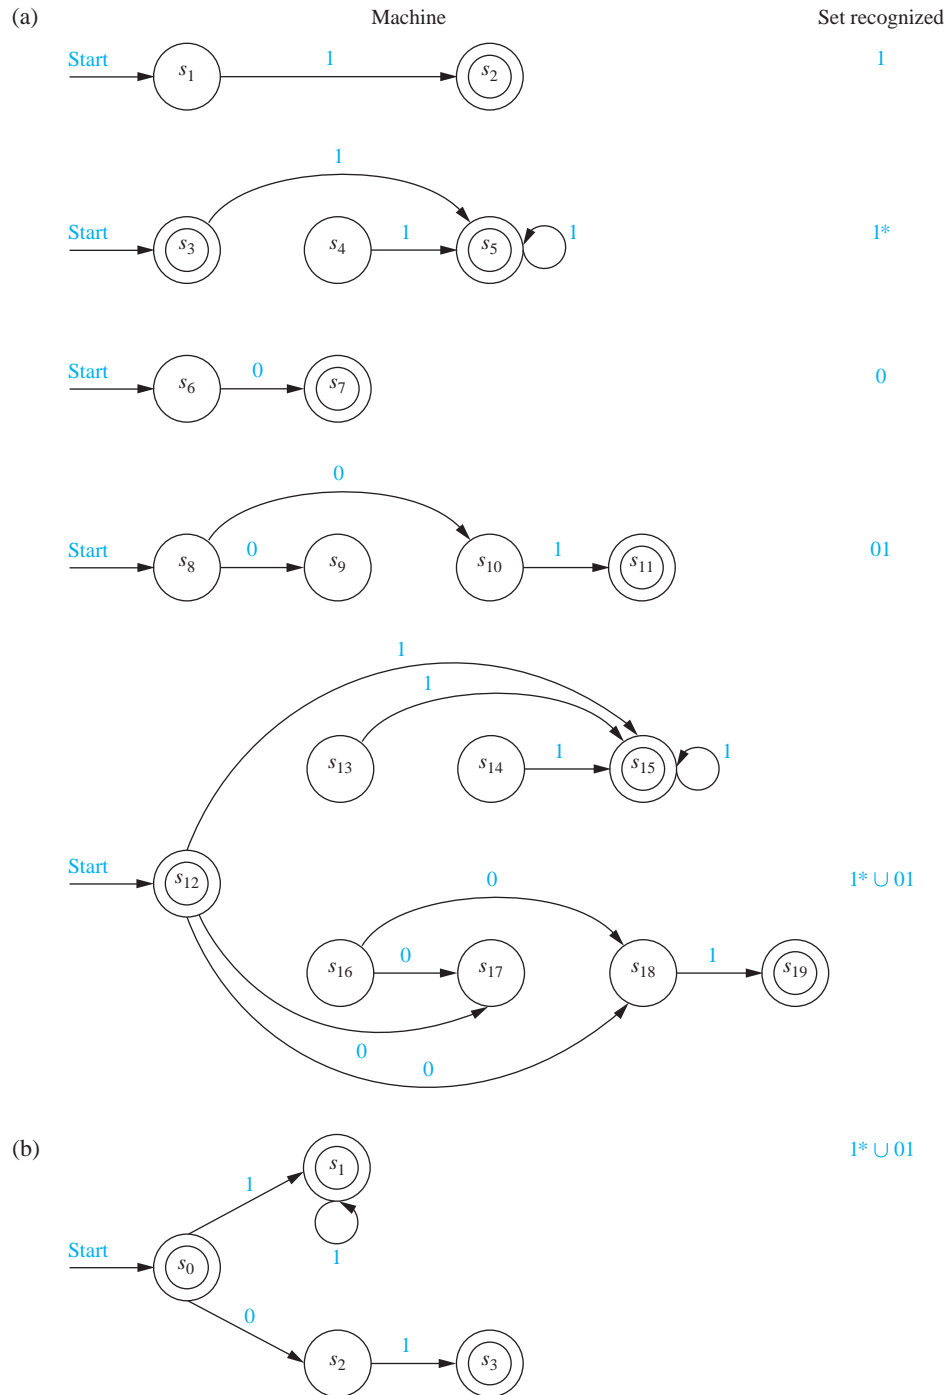 (a) Machine Set recognized
Start s1 1 s2 1
1
Start s3 s4 1 s5 1 1*
Start s6 0 s7 0
0
Start s8 0 s9 s10 1 s11 01
1
1
s13 s14 1 s15 1
Start s12 0 1* ∪ 01
s16 0 s17 s18 1 s19
0
0
(b) s1 1* ∪ 01
1
Start s0 1
0
s2 1 s3